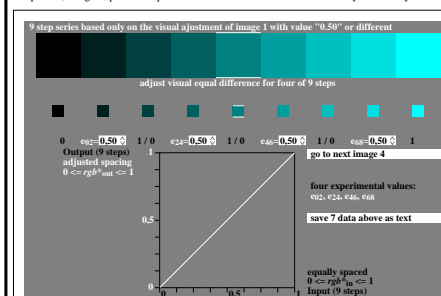 9 step series based only on the visual ajustment of image 1 with value "0.50" or different
adjust visual equal difference for four of 9 steps
0 e02=0,50 1 / 0 e24=0,50 1 / 0 e46=0,50 1 / 0 e68=0,50 1
Output (9 steps)
adjusted spacing
0 <= rgb*out <= 1
1
go to next image 4
four experimental values:
e02, e24, e46, e68
0,5
save 7 data above as text
equally spaced
0 <= rgb*in <= 1
Input (9 steps)
0
0 0,5 1